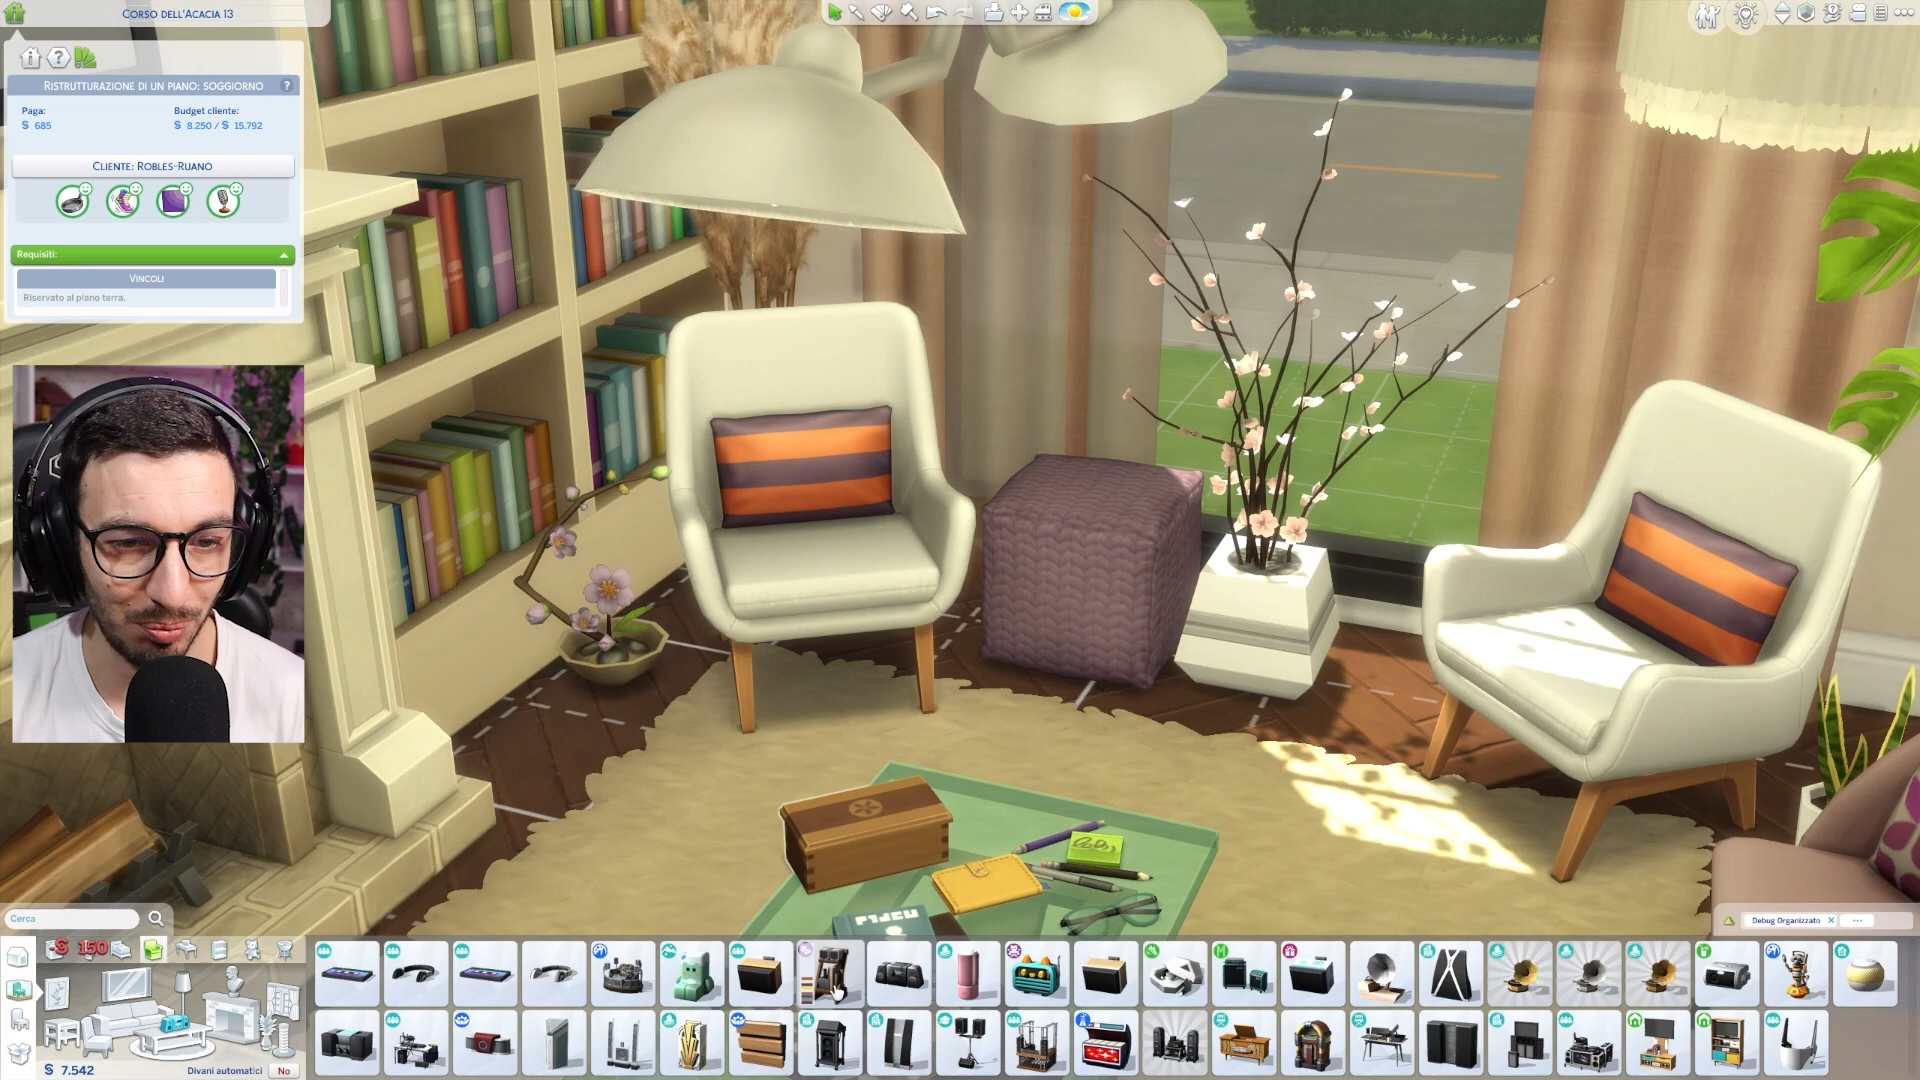 Corso dell'Acacia 13
Ristrutturazione di un piano: soggiorno ?
Paga:
Budget cliente:
§ 685
§ 8.250 / § 15.792
Cliente: Robles-Ruano
Requisiti:
Vincoli
Riservato al piano terra.
Cerca
Debug Organizzato
§ 150
§ 7.542
Divani automatici No